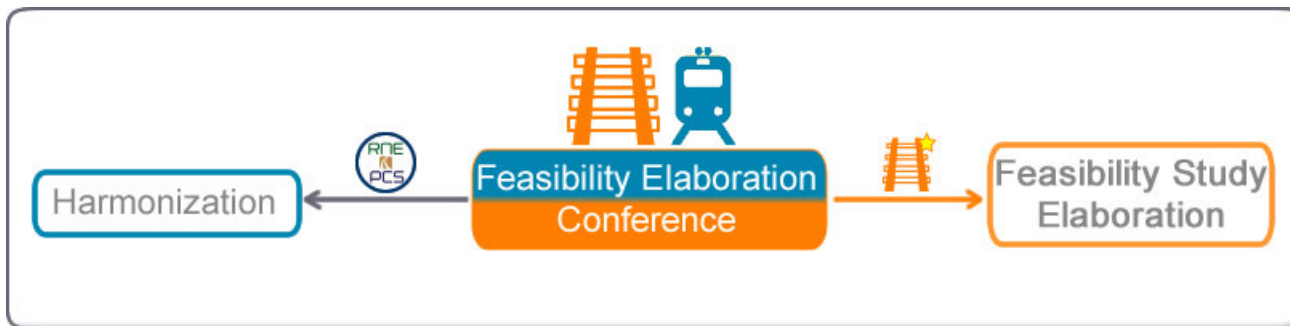 RNE
PCS
Harmonization
Feasibility Elaboration
Conference
Feasibility Study
Elaboration